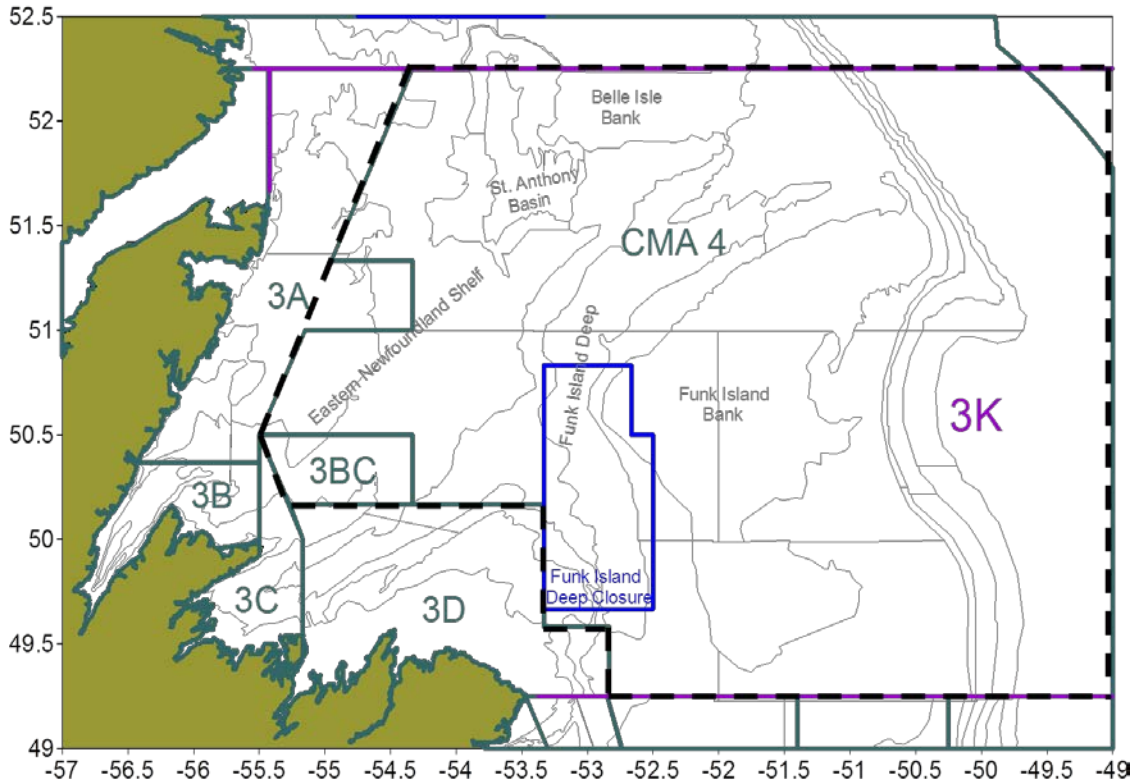 52.5
Belle Isle
Bank
52
St. Anthony
Basin
51.5
CMA 4
3A
51
Eastern Newfoundland Shelf
Funk Island Deep
Funk Island
Bank
3K
50.5
3BC
3B
50
Funk Island
Deep Closure
3C
3D
49.5
49
-57 -56.5 -56 -55.5 -55 -54.5 -54 -53.5 -53 -52.5 -52 -51.5 -51 -50.5 -50 -49.5 -49